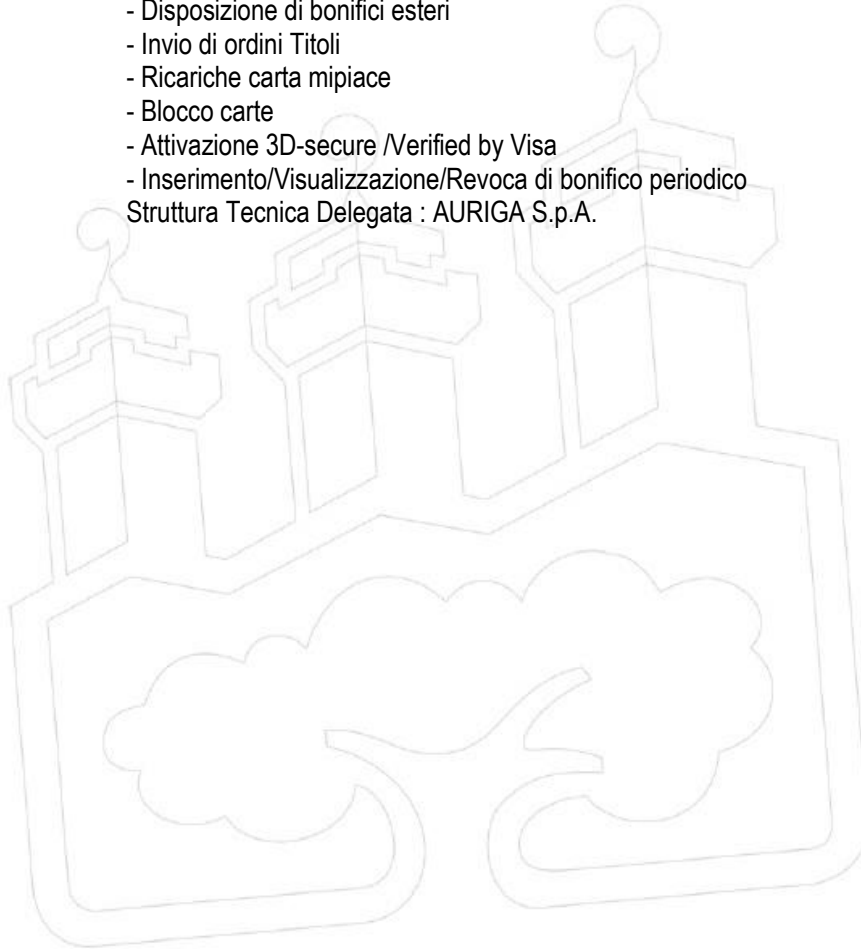 - Disposizione di bonifici esteri
- Invio di ordini Titoli
- Ricariche carta mipiace
- Blocco carte
- Attivazione 3D-secure /Verified by Visa
- Inserimento/Visualizzazione/Revoca di bonifico periodico
Struttura Tecnica Delegata : AURIGA S.p.A.